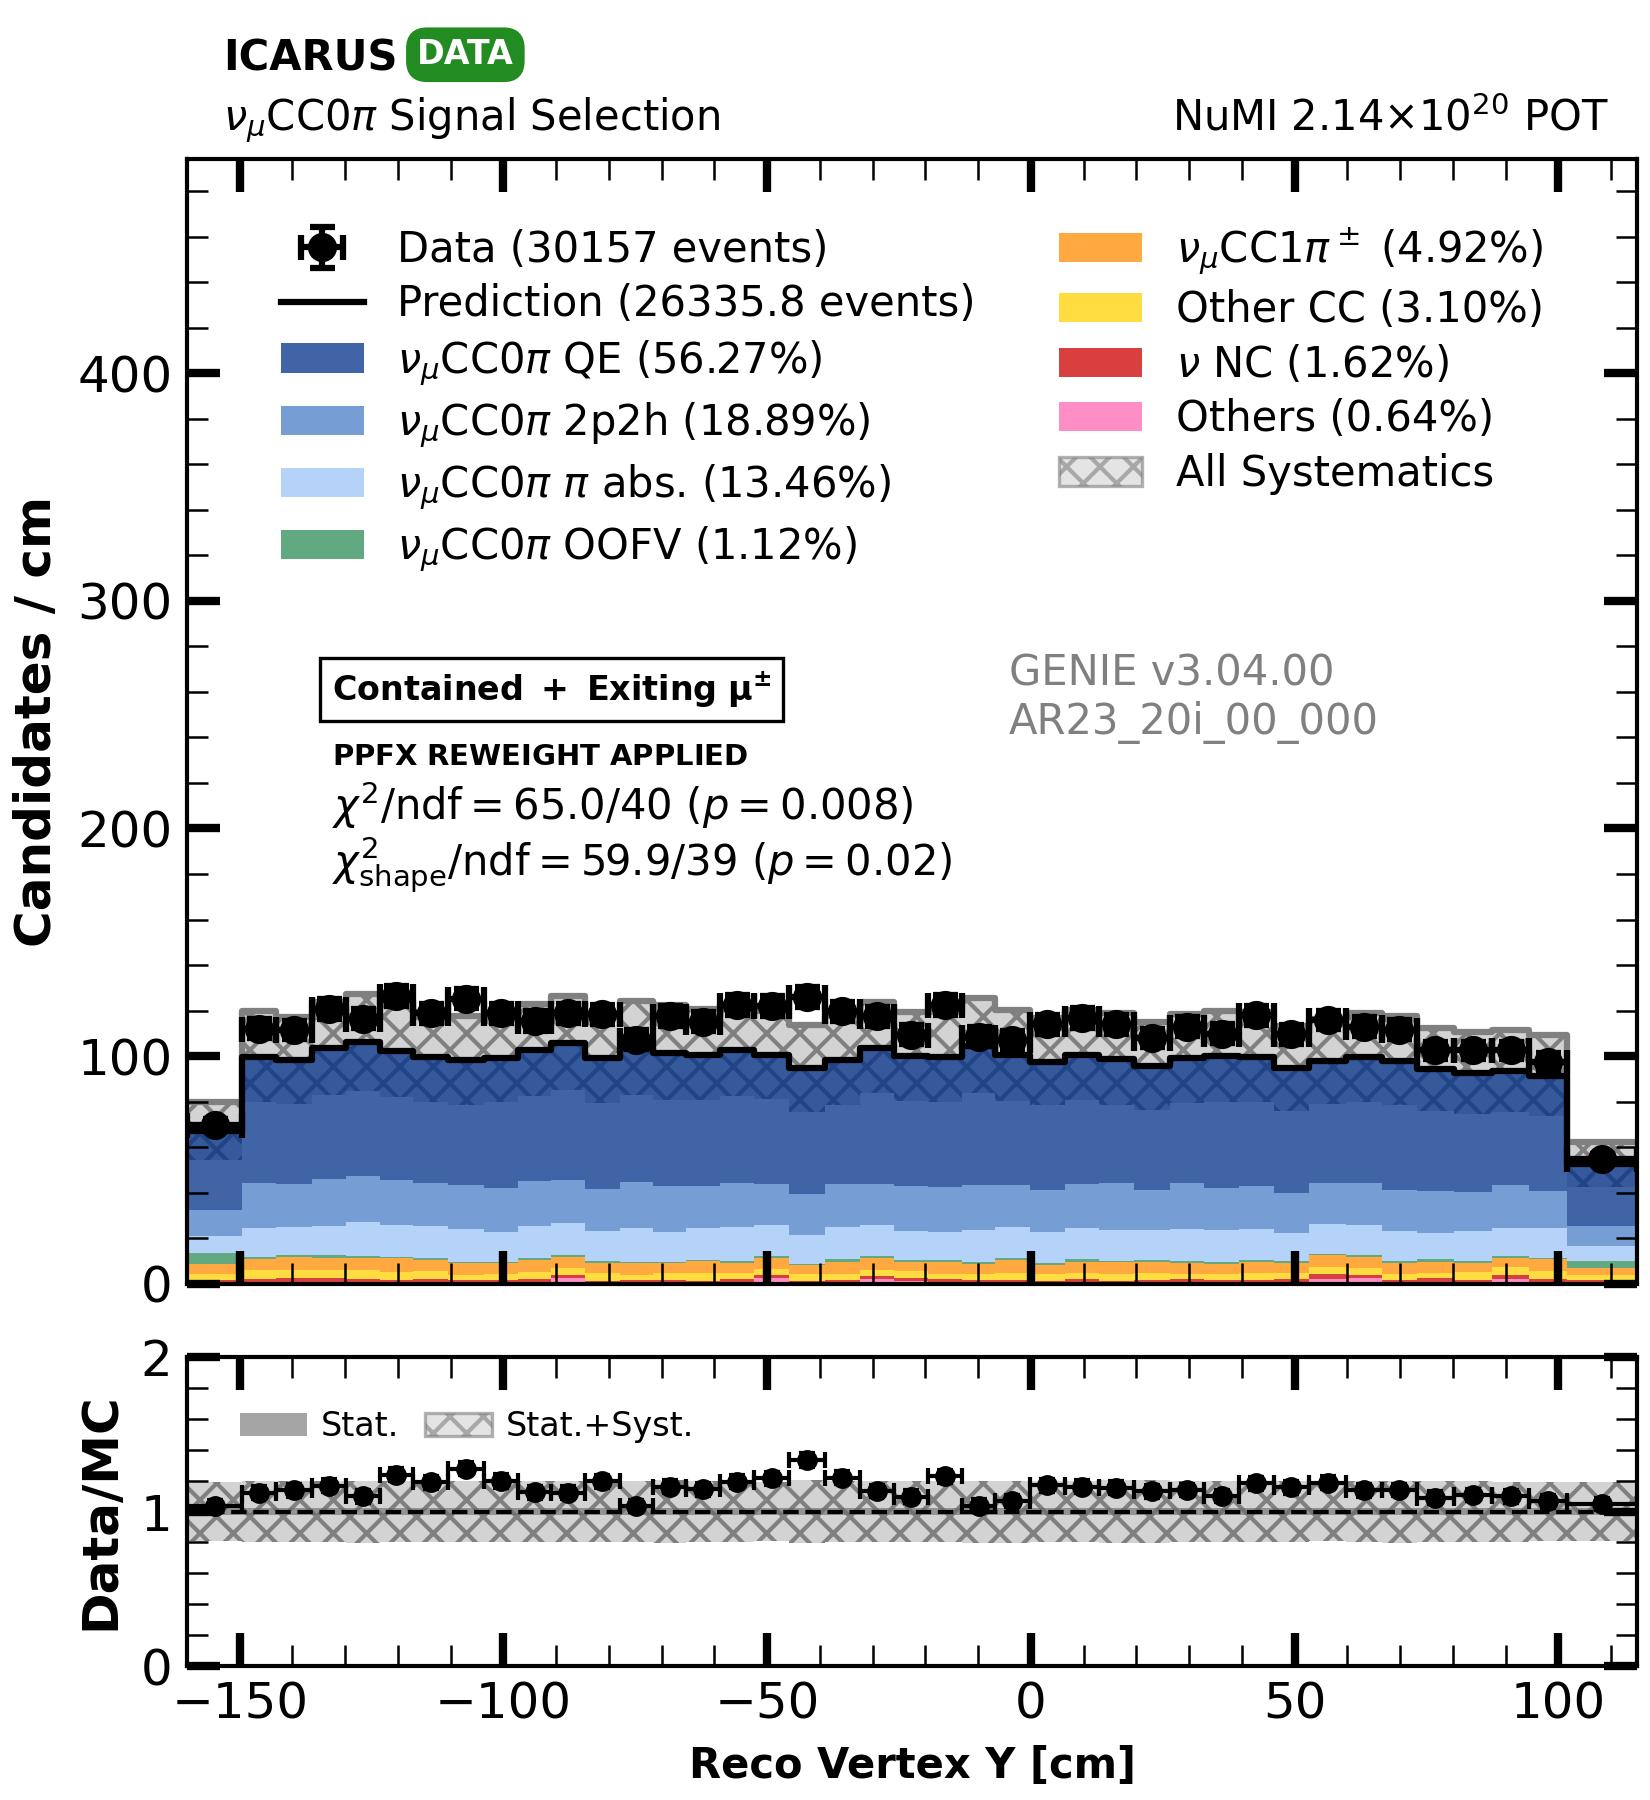 ICARUS DATA
νμCC0π Signal Selection
NuMI 2.14×10²⁰ POT
Data (30157 events)
Prediction (26335.8 events)
νμCC0π QE (56.27%)
νμCC0π 2p2h (18.89%)
νμCC0π π abs. (13.46%)
νμCC0π OOFV (1.12%)
νμCC1π± (4.92%)
Other CC (3.10%)
ν NC (1.62%)
Others (0.64%)
All Systematics
Contained + Exiting μ±
PPFX REWEIGHT APPLIED
χ²/ndf = 65.0/40 (p = 0.008)
χ²shape/ndf = 59.9/39 (p = 0.02)
GENIE v3.04.00
AR23_20i_00_000
Candidates / cm
400
300
200
100
0
Stat.
Stat.+Syst.
Data/MC
2
1
0
−150
−100
−50
0
50
100
Reco Vertex Y [cm]